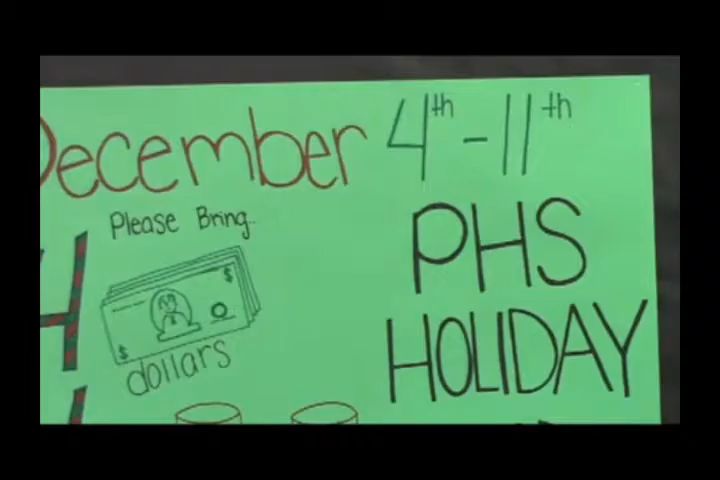 December 4th - 11th
Please Bring..
PHS
$
$
dollars
HOLIDAY